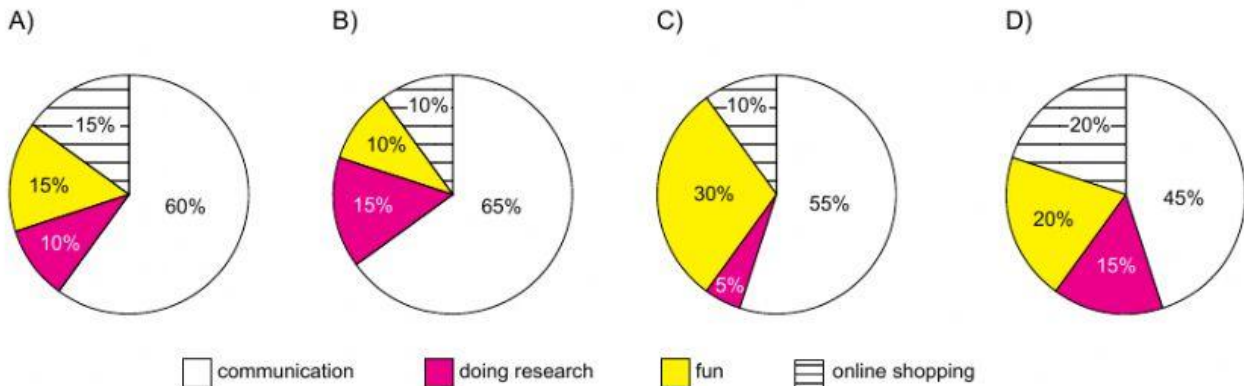 A)
B)
C)
D)
15%
15%
10%
60%
10%
10%
15%
65%
10%
30%
5%
55%
20%
20%
15%
45%
communication
doing research
fun
online shopping